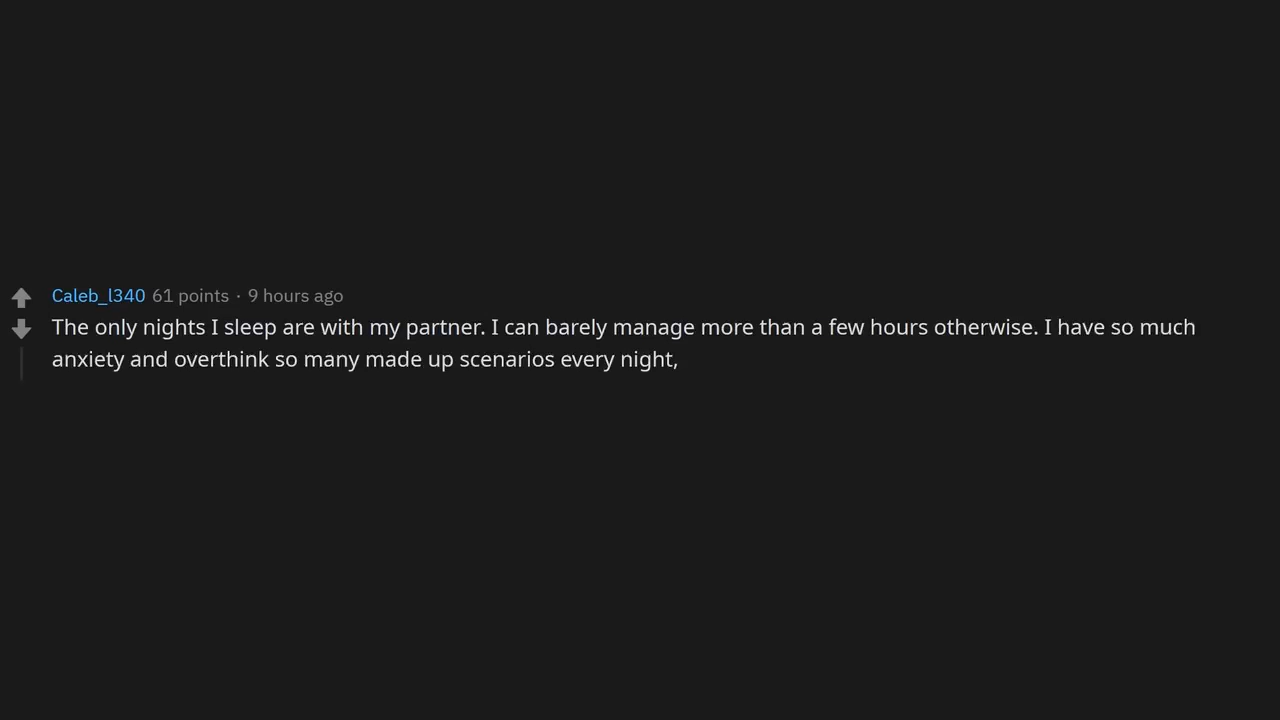 Caleb_l340 61 points · 9 hours ago
The only nights I sleep are with my partner. I can barely manage more than a few hours otherwise. I have so much
anxiety and overthink so many made up scenarios every night,